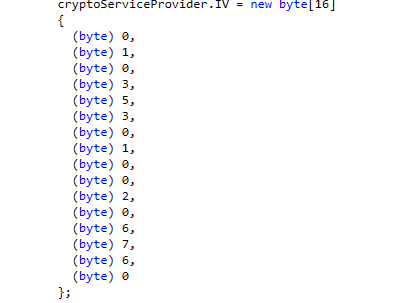 cryptoServiceProvider.IV = new byte[16]
{
(byte) 0,
(byte) 1,
(byte) 0,
(byte) 3,
(byte) 5,
(byte) 3,
(byte) 0,
(byte) 1,
(byte) 0,
(byte) 0,
(byte) 2,
(byte) 0,
(byte) 6,
(byte) 7,
(byte) 6,
(byte) 0
};